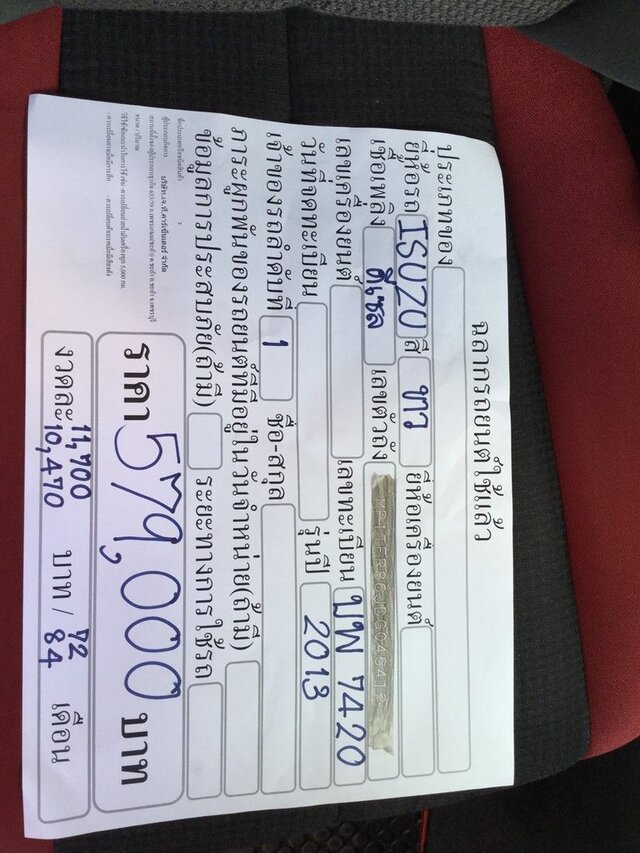 ฉลากรถยนต์ใช้แล้ว
ประเภทของ
ยี่ห้อรถ ISUZU สี ขาว ยี่ห้อเครื่องยนต์
เชื้อเพลิง ดีเซล เลขตัวถัง
เลขเครื่องยนต์ เลขทะเบียน บพ 7420
วันที่จดทะเบียน รุ่นปี 2013
เจ้าของรถลำดับที่ 1 ชื่อ-สกุล
ภาระผูกพันของรถยนต์ที่มีอยู่ในวันจำหน่าย(ถ้ามี)
ข้อมูลการประสบภัย(ถ้ามี) ระยะทางการใช้รถ
ราคา 579,000 บาท
11,700 72
งวดละ 10,470 บาท / 84 เดือน